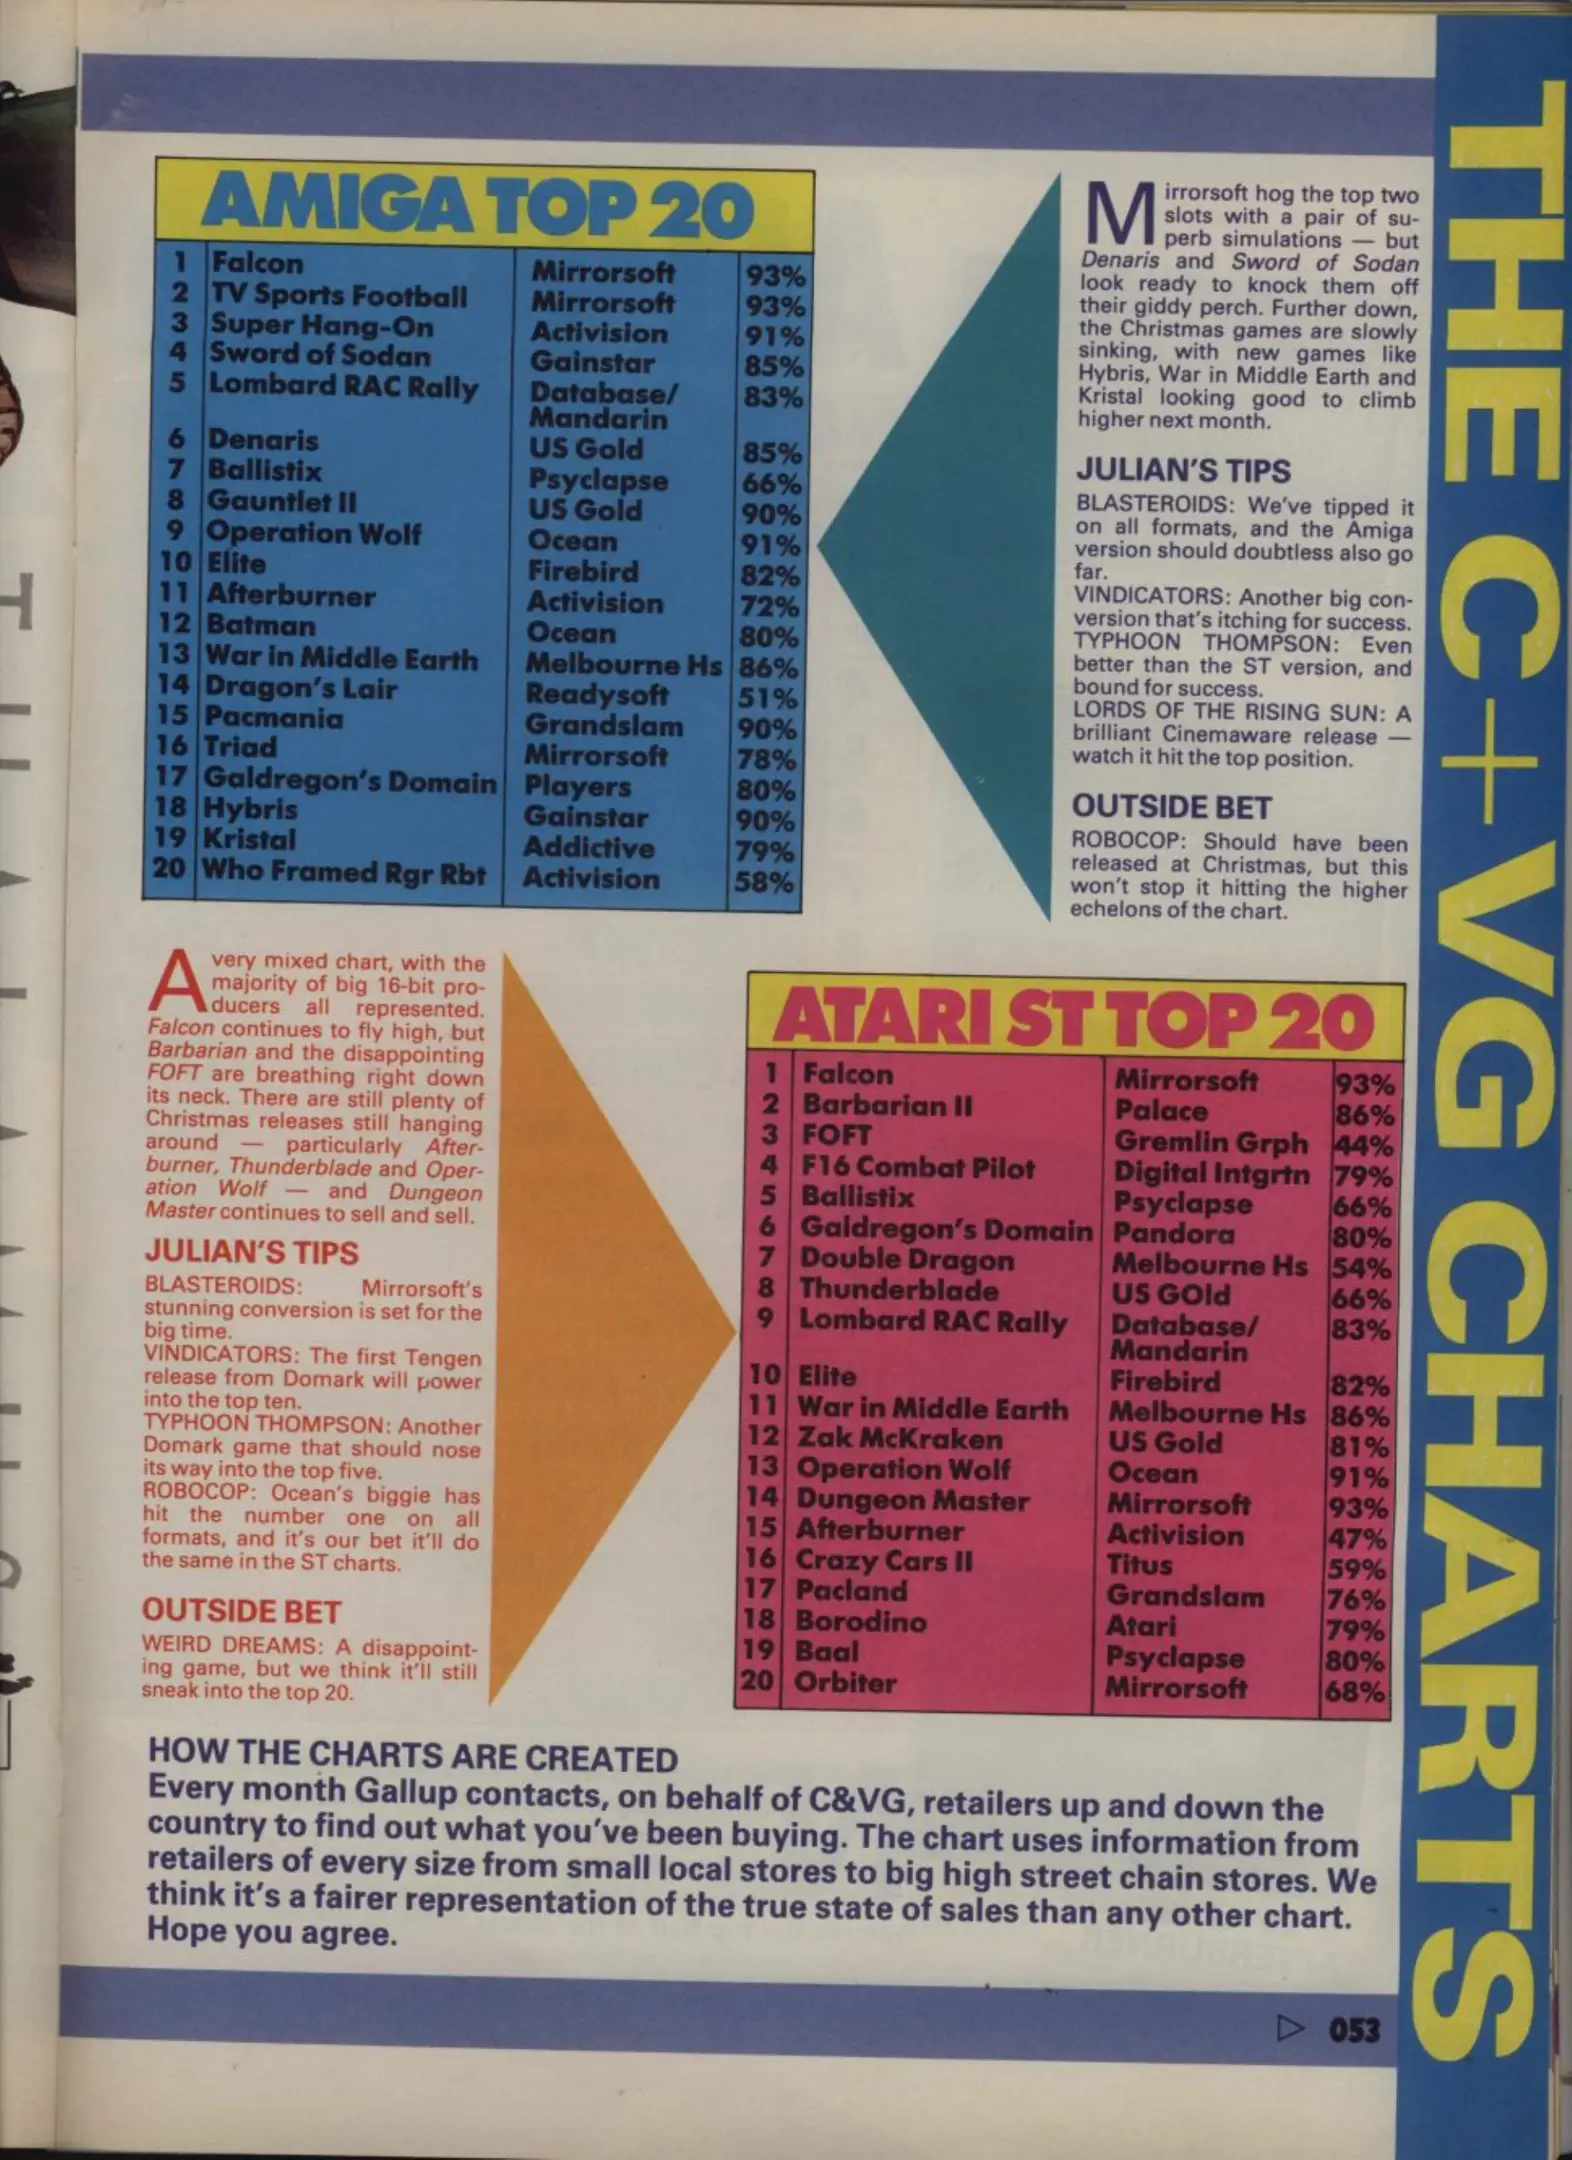 THE C+VG CHARTS
AMIGA TOP 20
1 Falcon Mirrorsoft 93%
2 TV Sports Football Mirrorsoft 93%
3 Super Hang-On Activision 91%
4 Sword of Sodan Gainstar 85%
5 Lombard RAC Rally Database/ 83%
Mandarin
6 Denaris US Gold 85%
7 Ballistix Psyclapse 66%
8 Gauntlet II US Gold 90%
9 Operation Wolf Ocean 91%
10 Elite Firebird 82%
11 Afterburner Activision 72%
12 Batman Ocean 80%
13 War in Middle Earth Melbourne Hs 86%
14 Dragon's Lair Readysoft 51%
15 Pacmania Grandslam 90%
16 Triad Mirrorsoft 78%
17 Galdregon's Domain Players 80%
18 Hybris Gainstar 90%
19 Kristal Addictive 79%
20 Who Framed Rgr Rbt Activision 58%
Mirrorsoft hog the top two
slots with a pair of su-
perb simulations — but
Denaris and Sword of Sodan
look ready to knock them off
their giddy perch. Further down,
the Christmas games are slowly
sinking, with new games like
Hybris, War in Middle Earth and
Kristal looking good to climb
higher next month.
JULIAN'S TIPS
BLASTEROIDS: We've tipped it
on all formats, and the Amiga
version should doubtless also go
far.
VINDICATORS: Another big con-
version that's itching for success.
TYPHOON THOMPSON: Even
better than the ST version, and
bound for success.
LORDS OF THE RISING SUN: A
brilliant Cinemaware release —
watch it hit the top position.
OUTSIDE BET
ROBOCOP: Should have been
released at Christmas, but this
won't stop it hitting the higher
echelons of the chart.
A very mixed chart, with the
majority of big 16-bit pro-
ducers all represented.
Falcon continues to fly high, but
Barbarian and the disappointing
FOFT are breathing right down
its neck. There are still plenty of
Christmas releases still hanging
around — particularly After-
burner, Thunderblade and Oper-
ation Wolf — and Dungeon
Master continues to sell and sell.
JULIAN'S TIPS
BLASTEROIDS: Mirrorsoft's
stunning conversion is set for the
big time.
VINDICATORS: The first Tengen
release from Domark will power
into the top ten.
TYPHOON THOMPSON: Another
Domark game that should nose
its way into the top five.
ROBOCOP: Ocean's biggie has
hit the number one on all
formats, and it's our bet it'll do
the same in the ST charts.
OUTSIDE BET
WEIRD DREAMS: A disappoint-
ing game, but we think it'll still
sneak into the top 20.
ATARI ST TOP 20
1 Falcon Mirrorsoft 93%
2 Barbarian II Palace 86%
3 FOFT Gremlin Grph 44%
4 F16 Combat Pilot Digital Intgrtn 79%
5 Ballistix Psyclapse 66%
6 Galdregon's Domain Pandora 80%
7 Double Dragon Melbourne Hs 54%
8 Thunderblade US GOld 66%
9 Lombard RAC Rally Database/ 83%
Mandarin
10 Elite Firebird 82%
11 War in Middle Earth Melbourne Hs 86%
12 Zak McKraken US Gold 81%
13 Operation Wolf Ocean 91%
14 Dungeon Master Mirrorsoft 93%
15 Afterburner Activision 47%
16 Crazy Cars II Titus 59%
17 Pacland Grandslam 76%
18 Borodino Atari 79%
19 Baal Psyclapse 80%
20 Orbiter Mirrorsoft 68%
HOW THE CHARTS ARE CREATED
Every month Gallup contacts, on behalf of C&VG, retailers up and down the
country to find out what you've been buying. The chart uses information from
retailers of every size from small local stores to big high street chain stores. We
think it's a fairer representation of the true state of sales than any other chart.
Hope you agree.
053